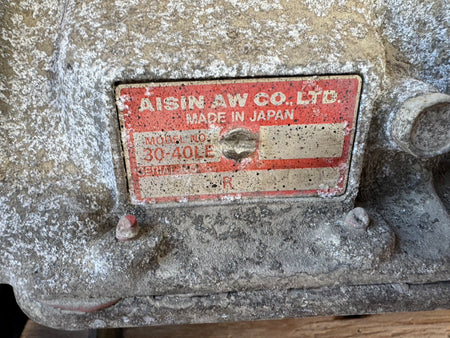 AISIN AW CO., LTD.
MADE IN JAPAN
MODEL NO.
30-40LE
SERIAL NO.
R